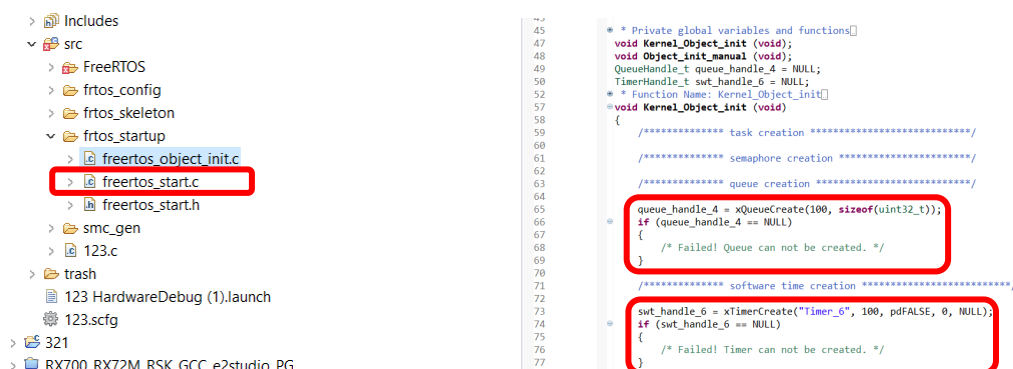 Includes
src
FreeRTOS
frtos_config
frtos_skeleton
frtos_startup
freertos_object_init.c
freertos_start.c
freertos_start.h
smc_gen
123.c
trash
123 HardwareDebug (1).launch
123.scfg
321
RX700_RX72M_RSK_GCC_e2studio_PG
45 * Private global variables and functions
47 void Kernel_Object_init (void);
48 void Object_init_manual (void);
49 QueueHandle_t queue_handle_4 = NULL;
50 TimerHandle_t swt_handle_6 = NULL;
52 * Function Name: Kernel_Object_init
57 void Kernel_Object_init (void)
58 {
59 /************** task creation ****************************/
60
61 /************** semaphore creation ***********************/
62
63 /************** queue creation ***************************/
64
65 queue_handle_4 = xQueueCreate(100, sizeof(uint32_t));
66 if (queue_handle_4 == NULL)
67 {
68 /* Failed! Queue can not be created. */
69 }
70
71 /************** software time creation **************************/
72
73 swt_handle_6 = xTimerCreate("Timer_6", 100, pdFALSE, 0, NULL);
74 if (swt_handle_6 == NULL)
75 {
76 /* Failed! Timer can not be created. */
77 }